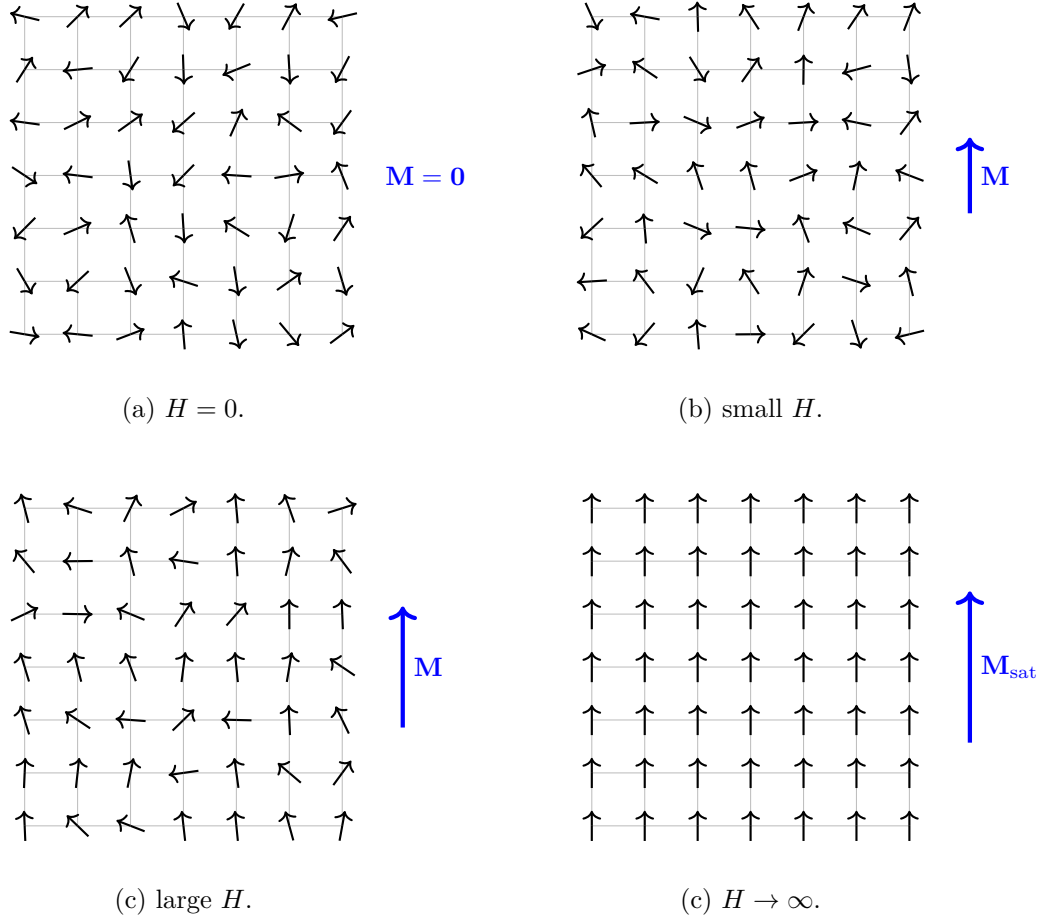 M = 0
M
(a) H = 0.
(b) small H.
M
M_sat
(c) large H.
(c) H → ∞.